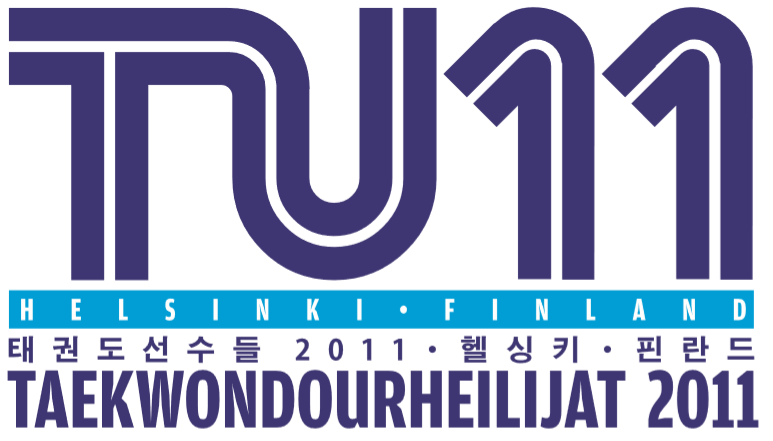 TU11
HELSINKI · FINLAND
태권도선수들 2011 · 헬싱키 · 핀란드
TAEKWONDOuRHEILIJAT 2011